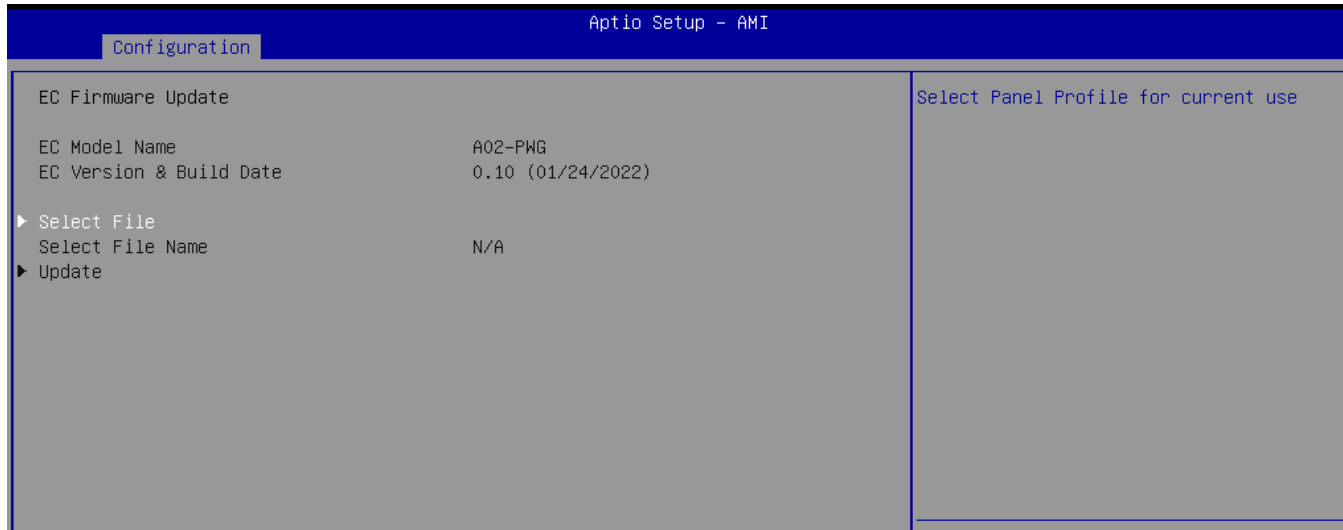 Aptio Setup - AMI
Configuration
EC Firmware Update
Select Panel Profile for current use
EC Model Name A02-PWG
EC Version & Build Date 0.10 (01/24/2022)
Select File
Select File Name N/A
Update